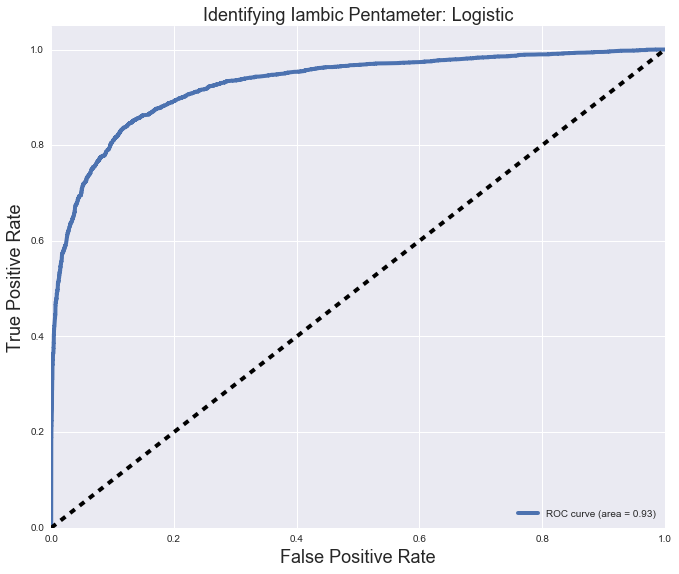 Identifying Iambic Pentameter: Logistic
True Positive Rate
1.0
0.8
0.6
0.4
0.2
0.0
ROC curve (area = 0.93)
0.0 0.2 0.4 0.6 0.8 1.0
False Positive Rate